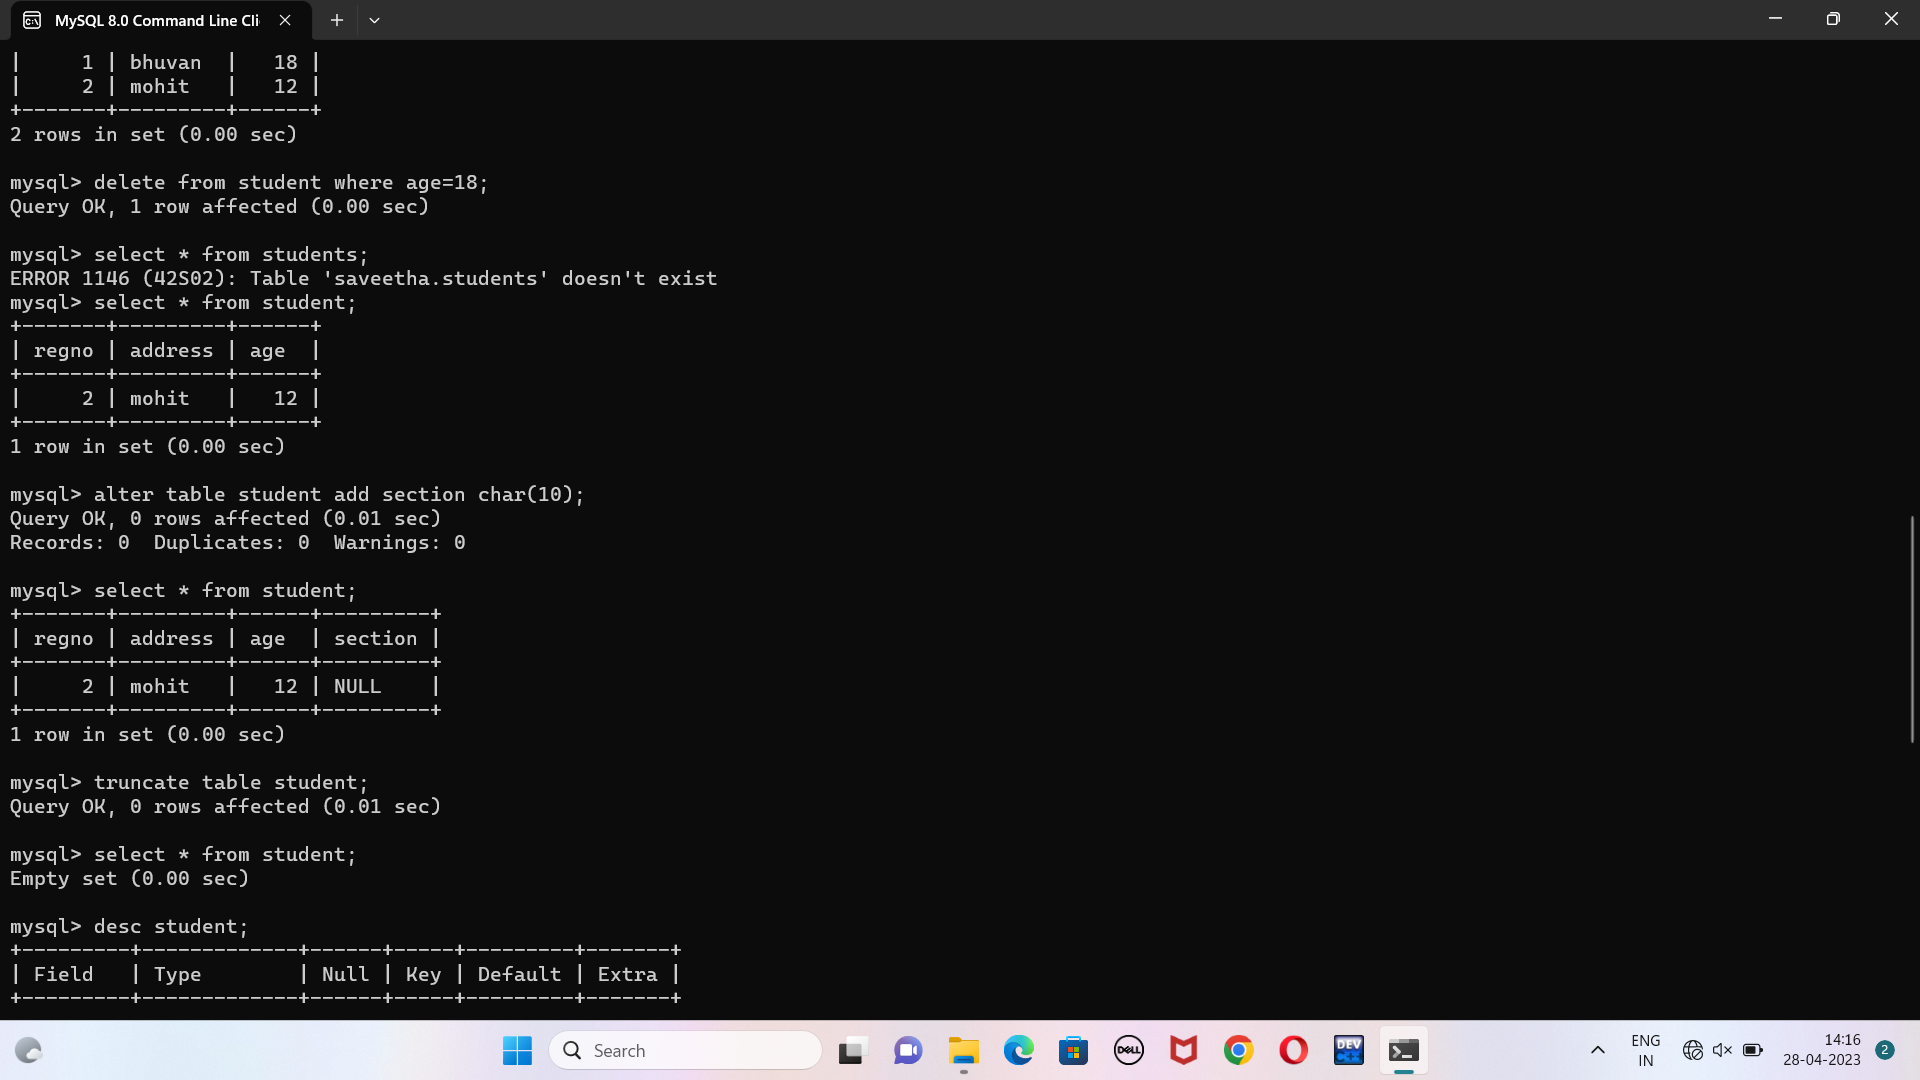 MySQL 8.0 Command Line Cli
|     1 | bhuvan  |   18 |
|     2 | mohit   |   12 |
+-------+---------+------+
2 rows in set (0.00 sec)
mysql> delete from student where age=18;
Query OK, 1 row affected (0.00 sec)
mysql> select * from students;
ERROR 1146 (42S02): Table 'saveetha.students' doesn't exist
mysql> select * from student;
+-------+---------+------+
| regno | address | age  |
+-------+---------+------+
|     2 | mohit   |   12 |
+-------+---------+------+
1 row in set (0.00 sec)
mysql> alter table student add section char(10);
Query OK, 0 rows affected (0.01 sec)
Records: 0  Duplicates: 0  Warnings: 0
mysql> select * from student;
+-------+---------+------+---------+
| regno | address | age  | section |
+-------+---------+------+---------+
|     2 | mohit   |   12 | NULL    |
+-------+---------+------+---------+
1 row in set (0.00 sec)
mysql> truncate table student;
Query OK, 0 rows affected (0.01 sec)
mysql> select * from student;
Empty set (0.00 sec)
mysql> desc student;
+---------+-------------+------+-----+---------+-------+
| Field   | Type        | Null | Key | Default | Extra |
+---------+-------------+------+-----+---------+-------+
Search
DELL
DEV
C++
ENG
IN
14:16
28-04-2023
2